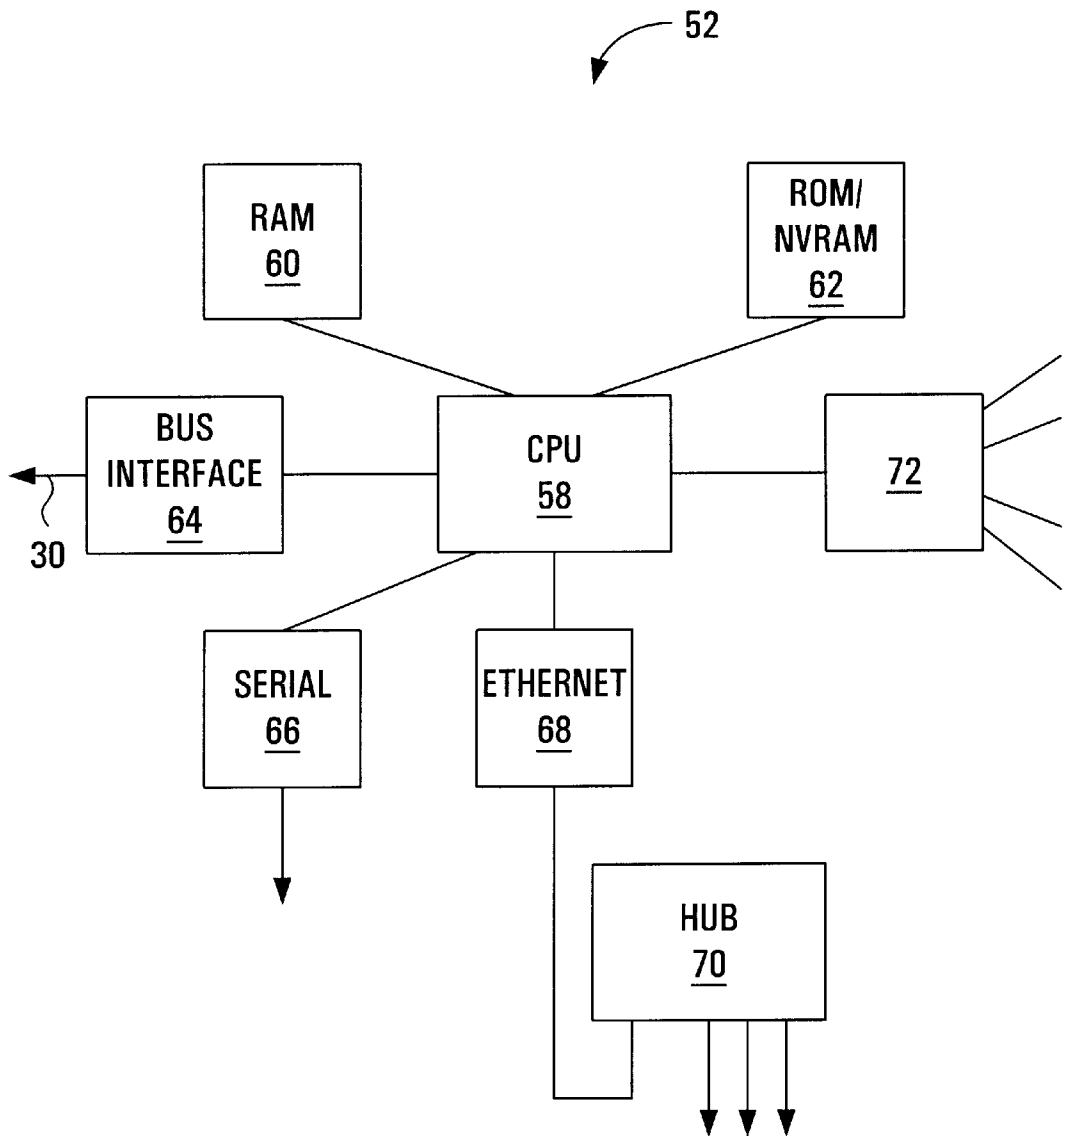 52
RAM
60
ROM/
NVRAM
62
BUS
INTERFACE
64
30
CPU
58
72
SERIAL
66
ETHERNET
68
HUB
70